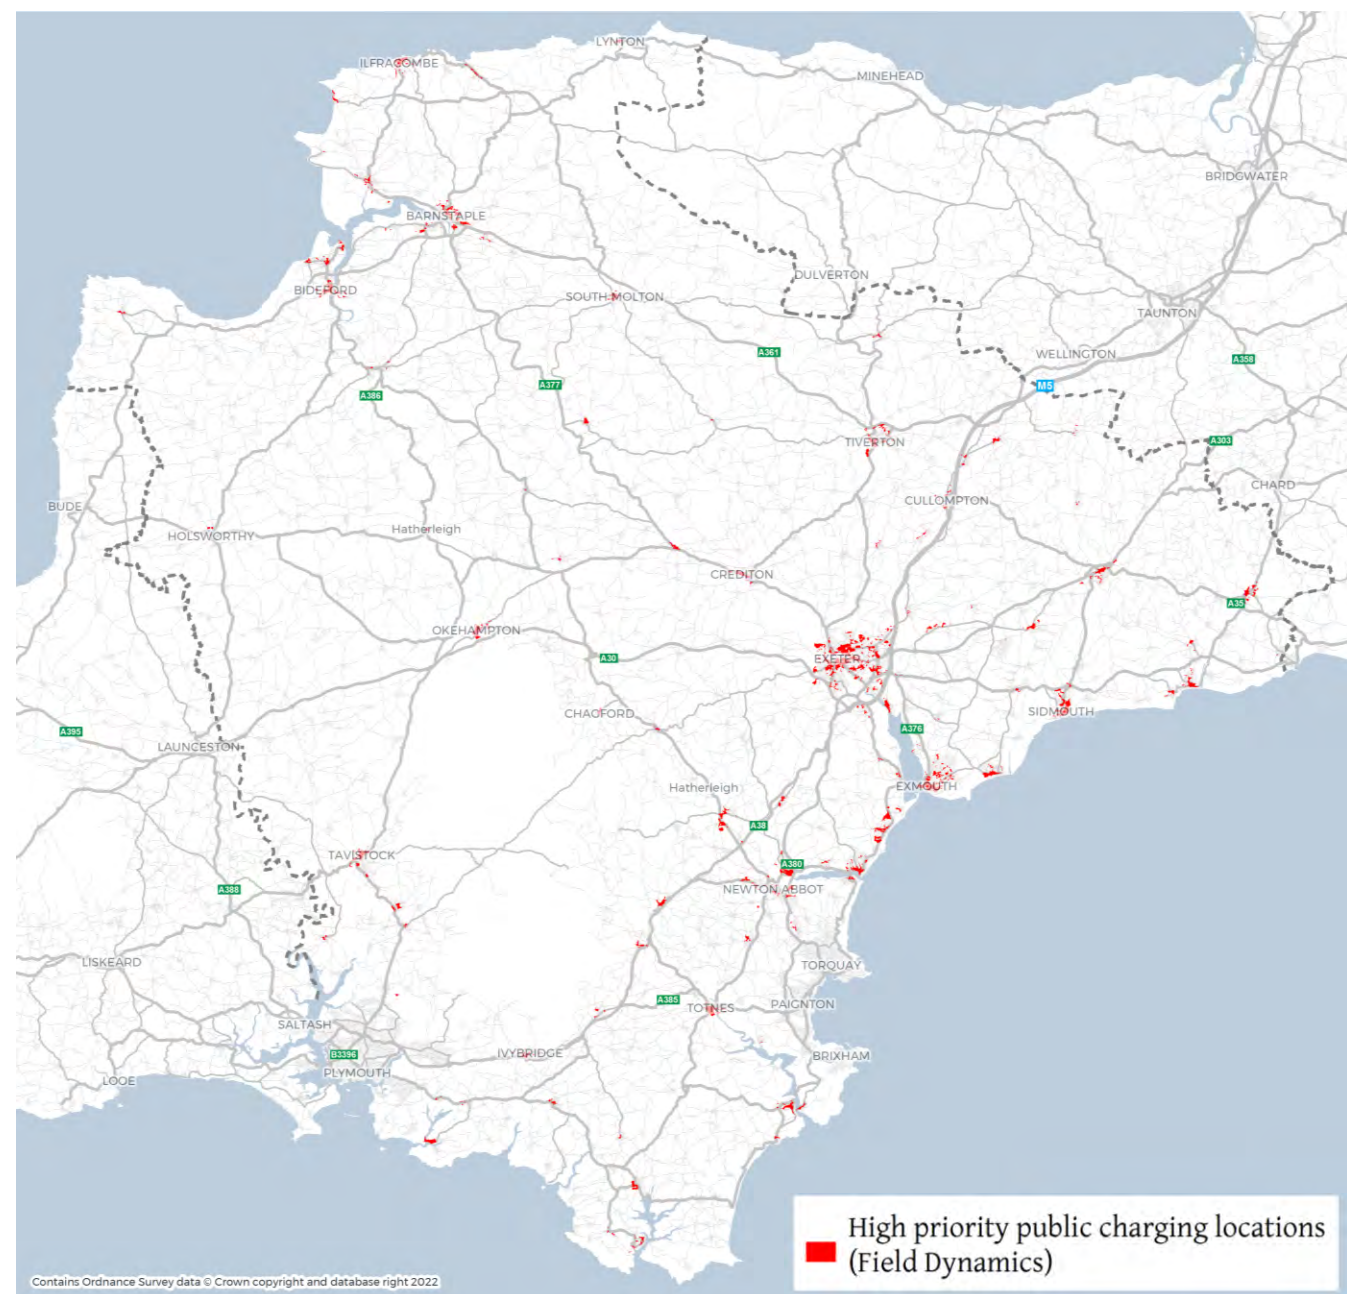 LYNTON
ILFRACOMBE
MINEHEAD
BRIDGWATER
BARNSTAPLE
DULVERTON
BIDEFORD
SOUTH MOLTON
TAUNTON
A361
WELLINGTON
A358
A377
M5
A386
TIVERTON
A303
CHARD
CULLOMPTON
BUDE
Hatherleigh
HOLSWORTHY
CREDITON
A35
OKEHAMPTON
A30
EXETER
CHAGFORD
SIDMOUTH
A395
A376
LAUNCESTON
Hatherleigh
EXMOUTH
A38
TAVISTOCK
A380
A388
NEWTON ABBOT
LISKEARD
TORQUAY
A385
TOTNES
PAIGNTON
SALTASH
IVYBRIDGE
B3396
BRIXHAM
PLYMOUTH
LOOE
High priority public charging locations
(Field Dynamics)
Contains Ordnance Survey data © Crown copyright and database right 2022